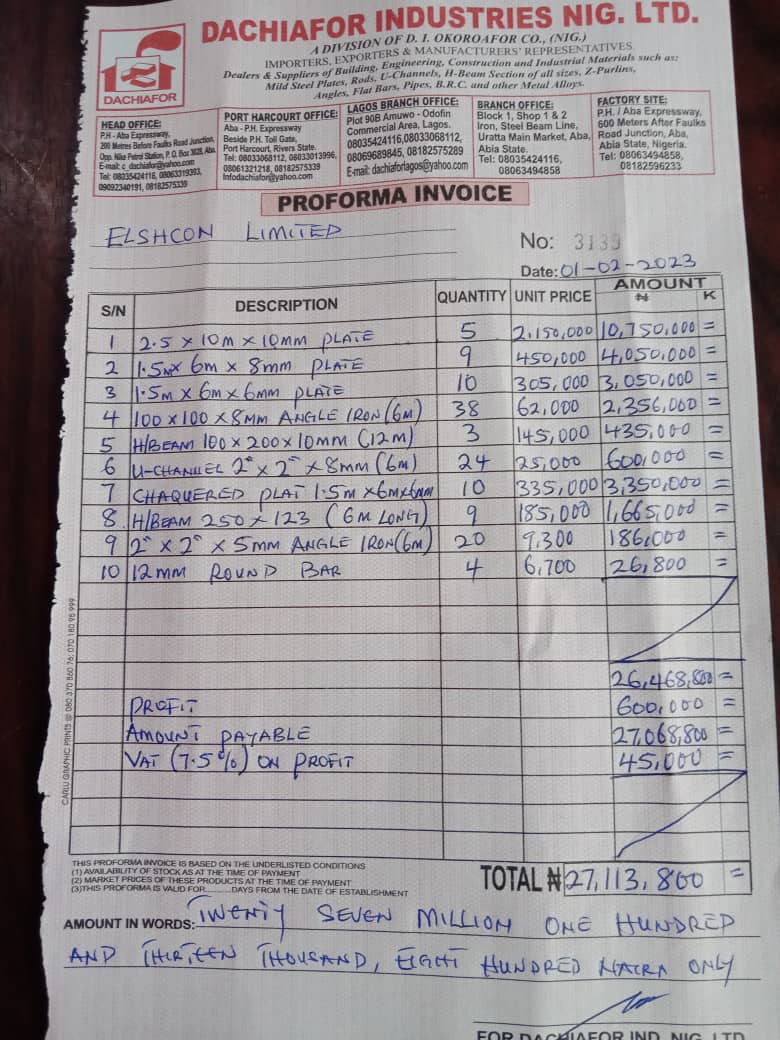 DACHIAFOR INDUSTRIES NIG. LTD.
A DIVISION OF D. I. OKOROAFOR CO., (NIG.)
IMPORTERS, EXPORTERS & MANUFACTURERS' REPRESENTATIVES.
Dealers & Suppliers of Building, Engineering, Construction and Industrial Materials such as:
Mild Steel Plates, Rods, U-Channels, H-Beam Section of all sizes, Z-Purlins,
Angles, Flat Bars, Pipes, B.R.C. and other Metal Alloys.
DACHIAFOR
HEAD OFFICE:
P.H - Aba Expressway,
200 Metres Before Faulks Road Junction,
Opp. Nike Petrol Station, P. O. Box 3028, Aba.
E-mail: c_dachiafor@yahoo.com
Tel: 08035424116, 08063319393,
09092340191, 08182575339
PORT HARCOURT OFFICE:
Aba - P.H. Expressway
Beside P.H. Toll Gate,
Port Harcourt, Rivers State.
Tel: 08033068112, 08033013996,
08061321218, 08182575339
Infodachiafor@yahoo.com
LAGOS BRANCH OFFICE:
Plot 90B Amuwo - Odofin
Commercial Area, Lagos.
08035424116,08033068112,
08069689845, 08182575289
E-mail: dachiaforlagos@yahoo.com
BRANCH OFFICE:
Block 1, Shop 1 & 2
Iron, Steel Beam Line,
Uratta Main Market, Aba,
Abia State.
Tel: 08035424116,
08063494858
FACTORY SITE:
P.H. / Aba Expressway,
600 Meters After Faulks
Road Junction, Aba,
Abia State, Nigeria.
Tel: 08063494858,
08182596233
PROFORMA INVOICE
ELSHCON LIMITED
No: 3139
Date: 01-02-2023
S/N DESCRIPTION QUANTITY UNIT PRICE AMOUNT ₦ K
1 2.5 x 10m x 10mm PLATE 5 2,150,000 10,750,000 =
2 1.5m x 6m x 8mm PLATE 9 450,000 4,050,000 =
3 1.5m x 6m x 6mm PLATE 10 305,000 3,050,000 =
4 100 x 100 x 8mm ANGLE IRON (6m) 38 62,000 2,356,000 =
5 H/BEAM 100 x 200 x 10mm (12m) 3 145,000 435,000 =
6 U-CHANNEL 2" x 2" x 8mm (6m) 24 25,000 600,000 =
7 CHAQUERED PLAT 1.5m x 6m x 6mm 10 335,000 3,350,000 =
8 H/BEAM 250 x 123 (6M LONG) 9 185,000 1,665,000 =
9 2" x 2" x 5mm ANGLE IRON (6m) 20 9,300 186,000 =
10 12mm ROUND BAR 4 6,700 26,800 =
26,468,800 =
PROFIT 600,000 =
AMOUNT PAYABLE 27,068,800 =
VAT (7.5%) ON PROFIT 45,000 =
CARLU GRAPHIC PRINTS @ 080 370 860 76; 070 180 95 999
THIS PROFORMA INVOICE IS BASED ON THE UNDERLISTED CONDITIONS
(1) AVAILABILITY OF STOCK AS AT THE TIME OF PAYMENT
(2) MARKET PRICES OF THESE PRODUCTS AT THE TIME OF PAYMENT
(3)THIS PROFORMA IS VALID FOR..........DAYS FROM THE DATE OF ESTABLISHMENT
TOTAL ₦ 27,113,800 =
AMOUNT IN WORDS: TWENTY SEVEN MILLION ONE HUNDRED
AND THIRTEEN THOUSAND, EIGHT HUNDRED NAIRA ONLY
FOR DACHIAFOR IND. NIG. LTD